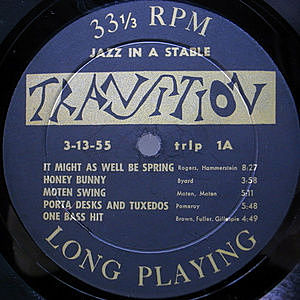 33 1/3 RPM
JAZZ IN A STABLE
TRANSITION
3-13-55 trlp 1A
IT MIGHT AS WELL BE SPRING Rogers, Hammerstein 8:27
HONEY BUNNY Byard 3:58
MOTEN SWING Moten, Moten 5:11
PORTA DESKS AND TUXEDOS Pomeroy 5:48
ONE BASS HIT Brown, Fuller, Gillespie 4:49
LONG PLAYING